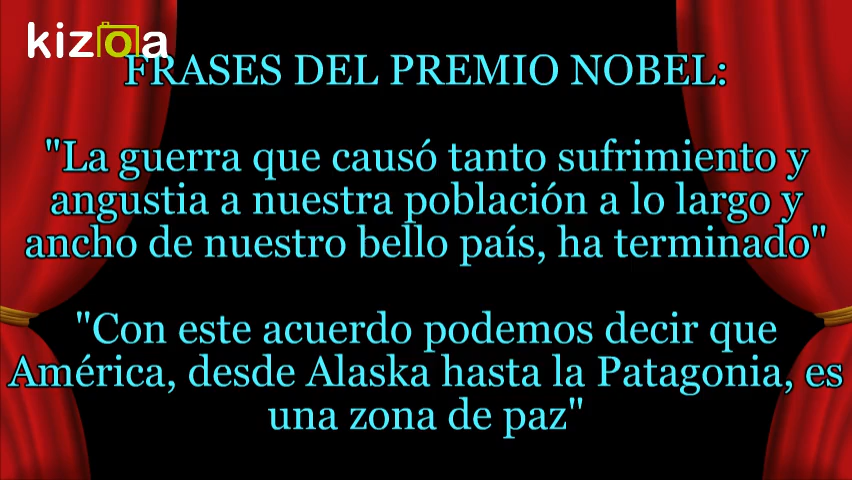 kizoa
FRASES DEL PREMIO NOBEL:
"La guerra que causó tanto sufrimiento y
angustia a nuestra población a lo largo y
ancho de nuestro bello país, ha terminado"
"Con este acuerdo podemos decir que
América, desde Alaska hasta la Patagonia, es
una zona de paz"